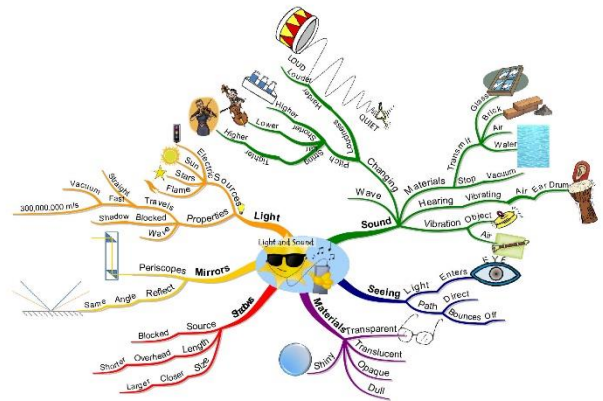 Light and Sound
Light
Sources
Electric
Sun
Stars
Flame
Properties
Travels
Straight
Fast
Vacuum
300,000,000 m/s
Blocked
Shadow
Wave
Mirrors
Periscopes
Reflect
Angle
Same
Source
Blocked
Length
Overhead
Shorter
Size
Closer
Larger
Materials
Transparent
Translucent
Opaque
Dull
Shiny
Seeing
Light
Enters
EYE
Path
Direct
Bounces Off
Sound
Changing
Loudness
Harder
Louder
LOUD
QUIET
Pitch
Shorter
Higher
String
Lower
Tighter
Higher
Wave
Materials
Transmit
Glass
Brick
Air
Water
Stop
Vacuum
Hearing
Vibrating
Air
Ear Drum
Vibration
Object
Air